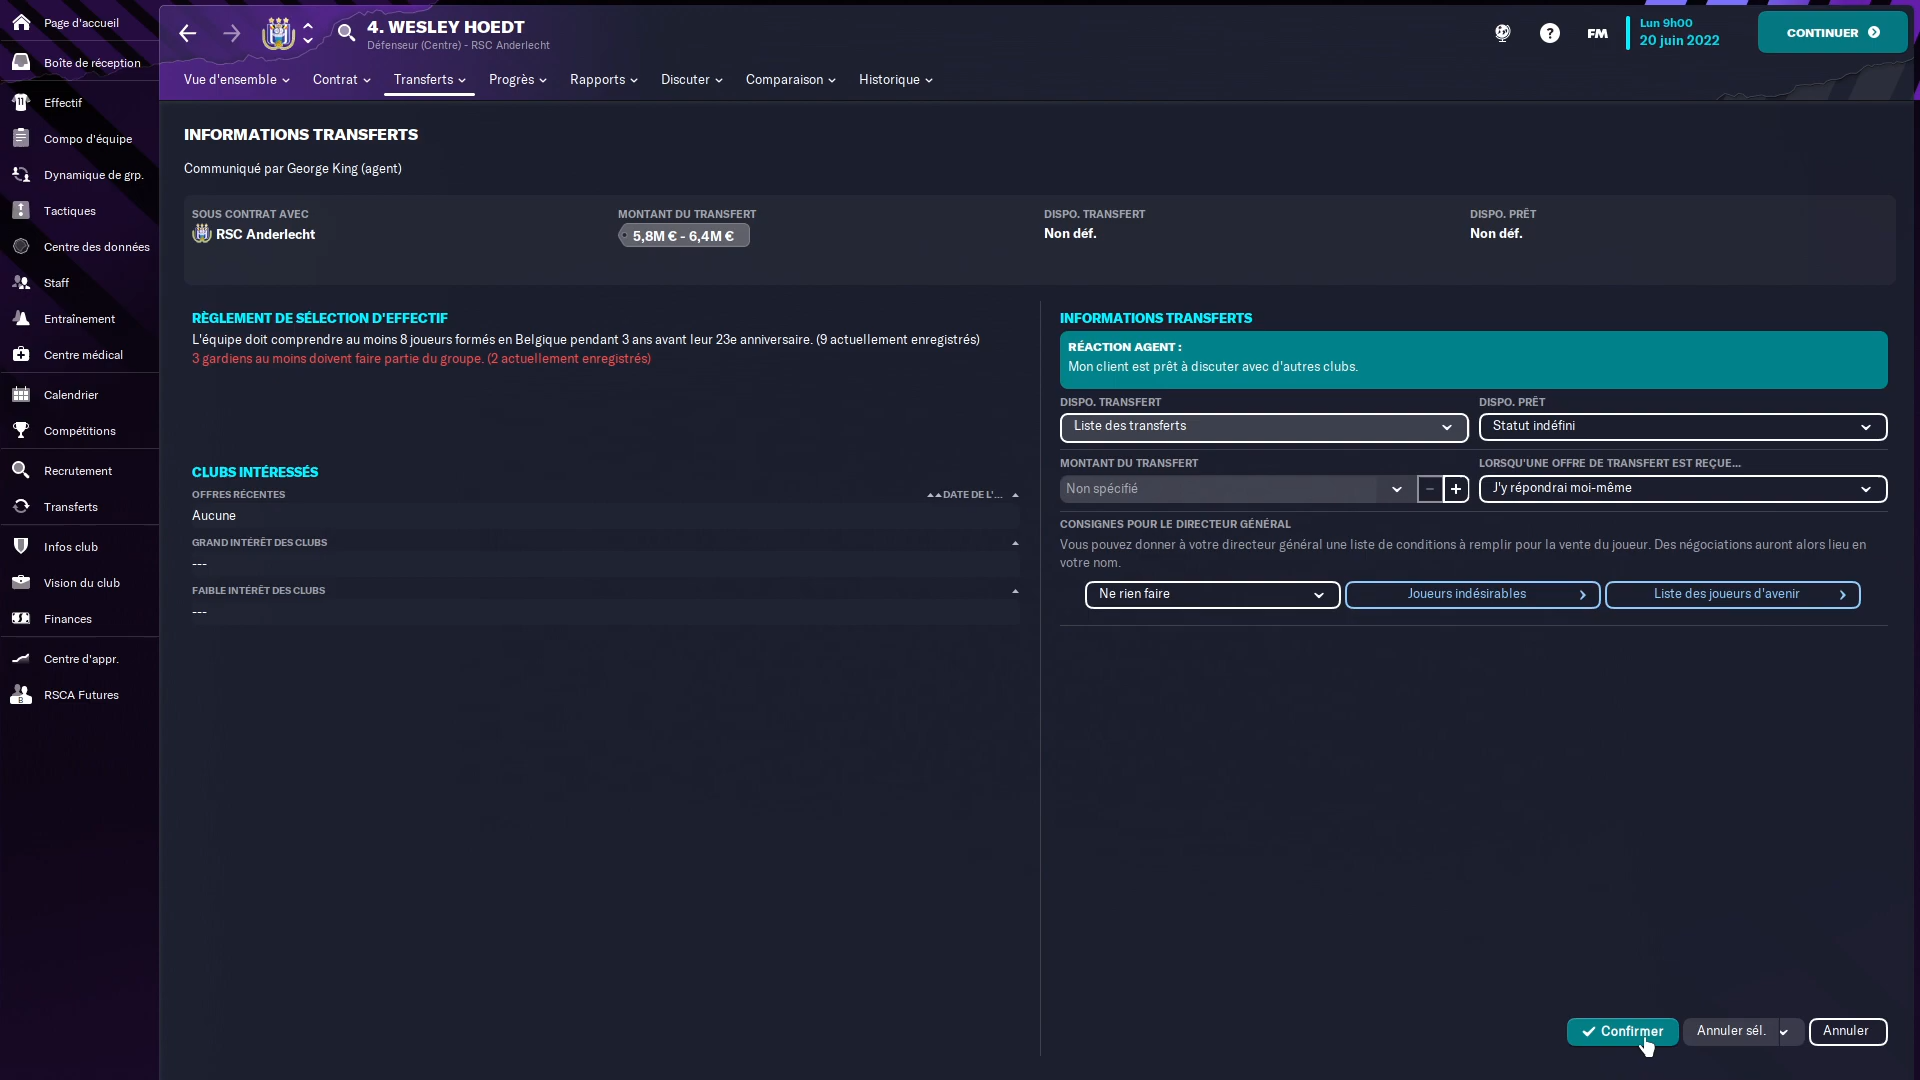 Page d'accueil
Boîte de réception
Effectif
Compo d'équipe
Dynamique de grp.
Tactiques
Centre des données
Staff
Entraînement
Centre médical
Calendrier
Compétitions
Recrutement
Transferts
Infos club
Vision du club
Finances
Centre d'appr.
RSCA Futures
4. WESLEY HOEDT
Défenseur (Centre) - RSC Anderlecht
FM
Lun 9h00
20 juin 2022
CONTINUER
Vue d'ensemble
Contrat
Transferts
Progrès
Rapports
Discuter
Comparaison
Historique
INFORMATIONS TRANSFERTS
Communiqué par George King (agent)
SOUS CONTRAT AVEC
RSC Anderlecht
MONTANT DU TRANSFERT
5,8M € - 6,4M €
DISPO. TRANSFERT
Non déf.
DISPO. PRÊT
Non déf.
RÈGLEMENT DE SÉLECTION D'EFFECTIF
L'équipe doit comprendre au moins 8 joueurs formés en Belgique pendant 3 ans avant leur 23e anniversaire. (9 actuellement enregistrés)
3 gardiens au moins doivent faire partie du groupe. (2 actuellement enregistrés)
CLUBS INTÉRESSÉS
OFFRES RÉCENTES
DATE DE L'...
Aucune
GRAND INTÉRÊT DES CLUBS
---
FAIBLE INTÉRÊT DES CLUBS
---
INFORMATIONS TRANSFERTS
RÉACTION AGENT :
Mon client est prêt à discuter avec d'autres clubs.
DISPO. TRANSFERT
Liste des transferts
DISPO. PRÊT
Statut indéfini
MONTANT DU TRANSFERT
Non spécifié
LORSQU'UNE OFFRE DE TRANSFERT EST REÇUE...
J'y répondrai moi-même
CONSIGNES POUR LE DIRECTEUR GÉNÉRAL
Vous pouvez donner à votre directeur général une liste de conditions à remplir pour la vente du joueur. Des négociations auront alors lieu en
votre nom.
Ne rien faire
Joueurs indésirables
Liste des joueurs d'avenir
Confirmer
Annuler sél.
Annuler